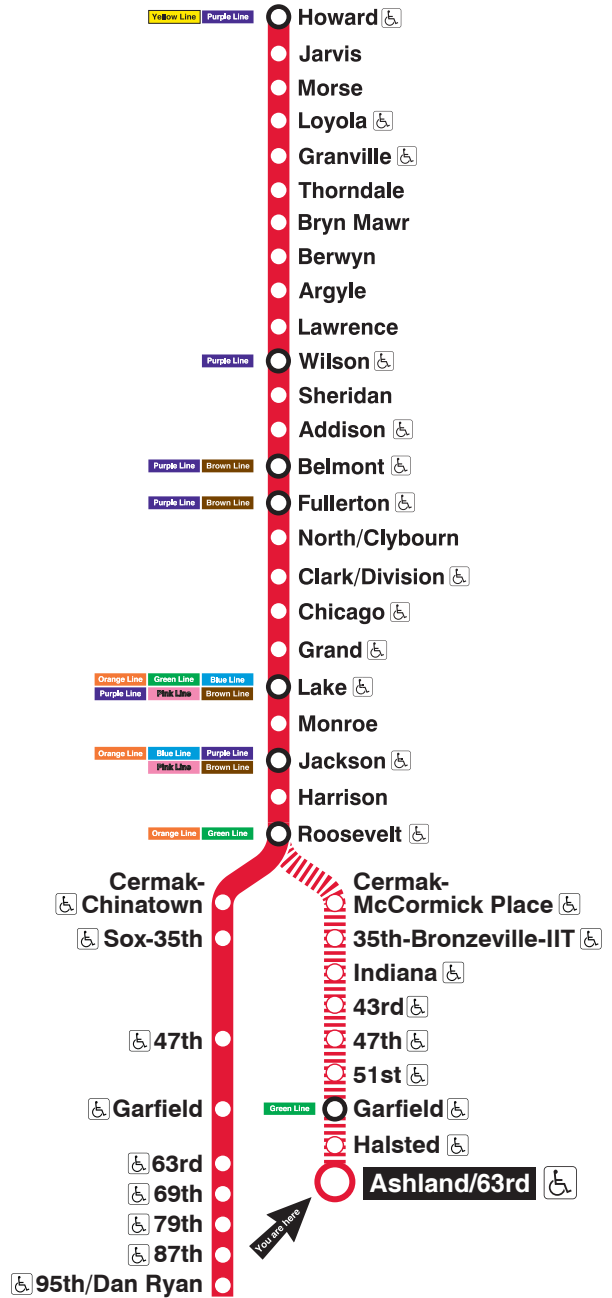 Yellow Line Purple Line Howard
Jarvis
Morse
Loyola
Granville
Thorndale
Bryn Mawr
Berwyn
Argyle
Lawrence
Purple Line Wilson
Sheridan
Addison
Purple Line Brown Line Belmont
Purple Line Brown Line Fullerton
North/Clybourn
Clark/Division
Chicago
Grand
Orange Line Green Line Blue Line
Purple Line Pink Line Brown Line
Lake
Monroe
Orange Line Blue Line Purple Line
Pink Line Brown Line
Jackson
Harrison
Orange Line Green Line Roosevelt
Cermak-
Chinatown
Sox-35th
47th
Garfield
63rd
69th
79th
87th
95th/Dan Ryan
Cermak-
McCormick Place
35th-Bronzeville-IIT
Indiana
43rd
47th
51st
Green Line Garfield
Halsted
Ashland/63rd
You are here